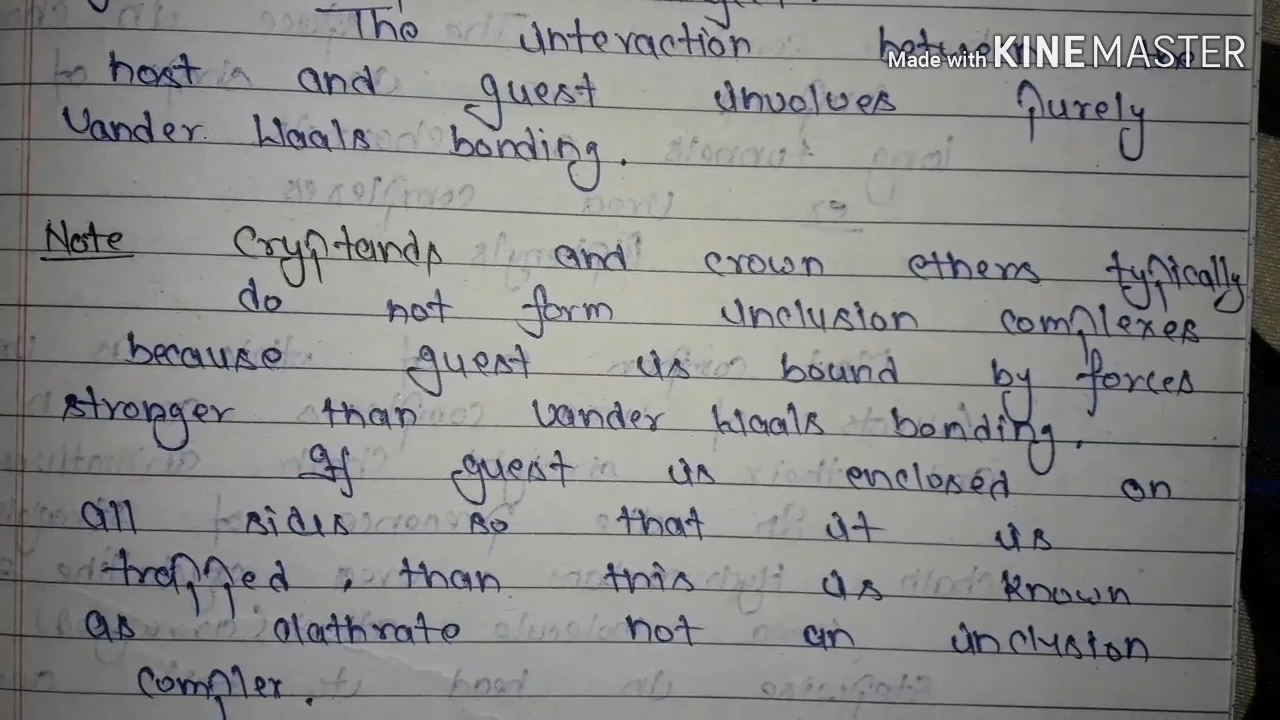 The interaction between
Made with KINEMASTER
host and guest involves purely
Vander Waals bonding.
Note Cryptands and crown ethers typically
do not form inclusion complexes
because guest is bound by forces
stronger than vander Waals bonding.
If guest is enclosed on
all sides so that it is
trapped, than this is known
as clathrate not an inclusion
complex.